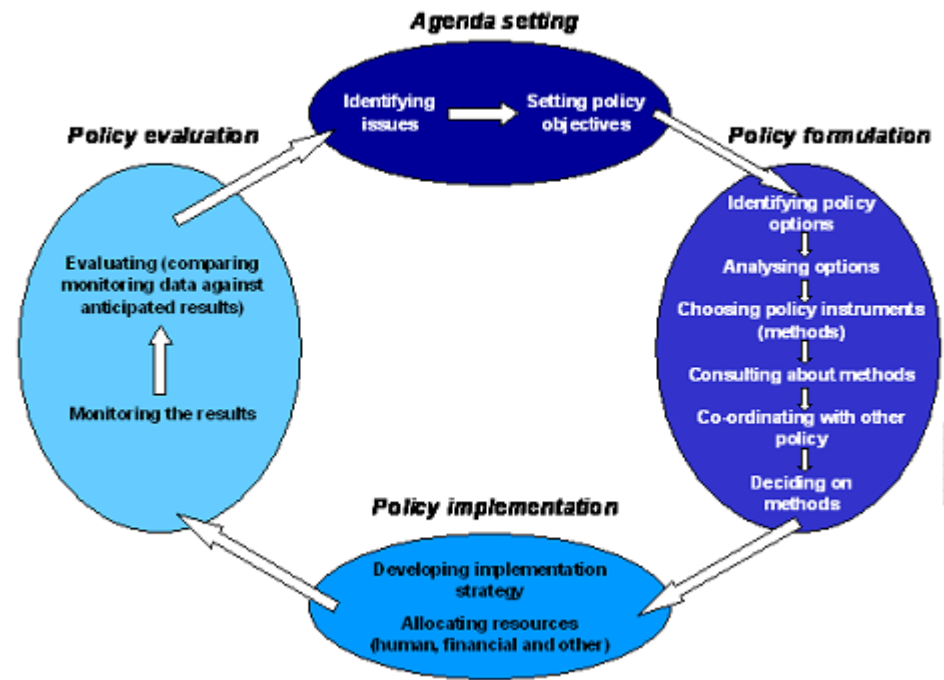 Agenda setting
Identifying
issues
Setting policy
objectives
Policy evaluation
Policy formulation
Identifying policy
options
Analysing options
Choosing policy instruments
(methods)
Consulting about methods
Co-ordinating with other
policy
Deciding on
methods
Evaluating (comparing
monitoring data against
anticipated results)
Monitoring the results
Policy implementation
Developing implementation
strategy
Allocating resources
(human, financial and other)